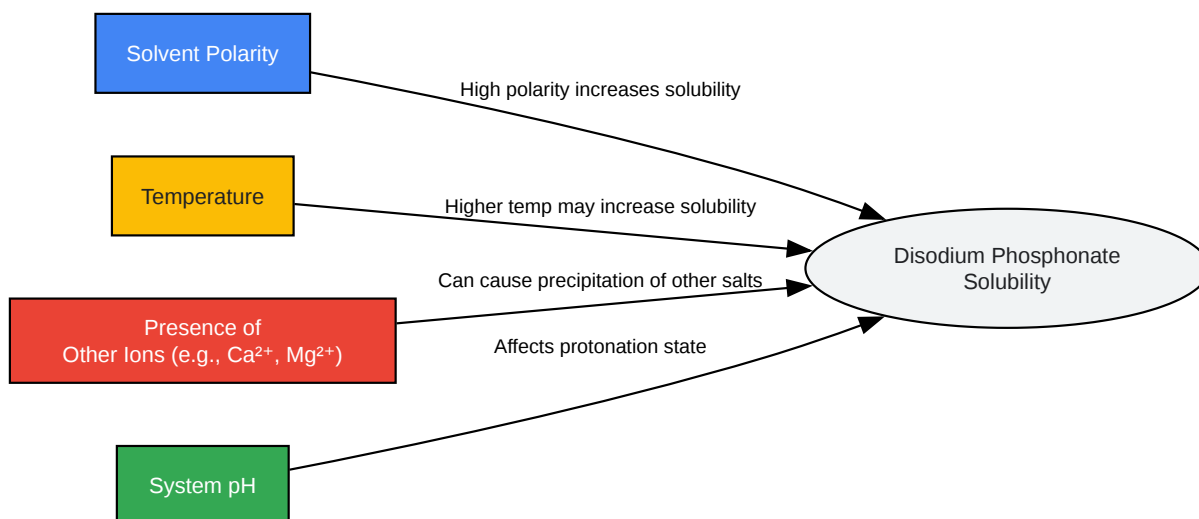 Solvent Polarity
High polarity increases solubility
Temperature
Higher temp may increase solubility
Disodium Phosphonate
Solubility
Can cause precipitation of other salts
Presence of
Other Ions (e.g., Ca²⁺, Mg²⁺)
Affects protonation state
System pH